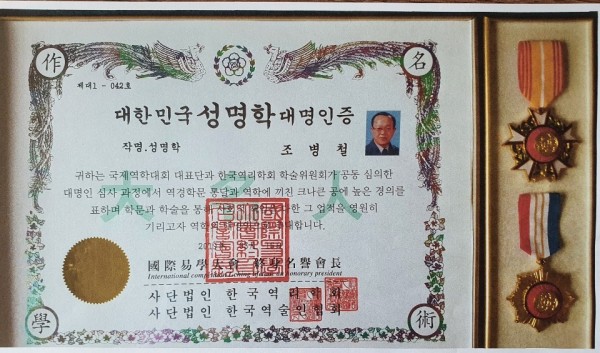 作 名
제대1 - 042호
대한민국 성명학 대명인증
작명.성명학 조 병 철
귀하는 국제역학대회 대표단과 한국역리학회 학술위원회가 공동 심의한
대명인 심사 과정에서 역경학문 통달과 역학에 끼친 크나큰 공에 높은 경의를
표하며 학문과 학술을 통한 그 업적을 영원히
기리고자 역학
國際易學大會 名譽會長
International honorary president
사단법인 한국역리학회
사단법인 한국역술인협회
學 術